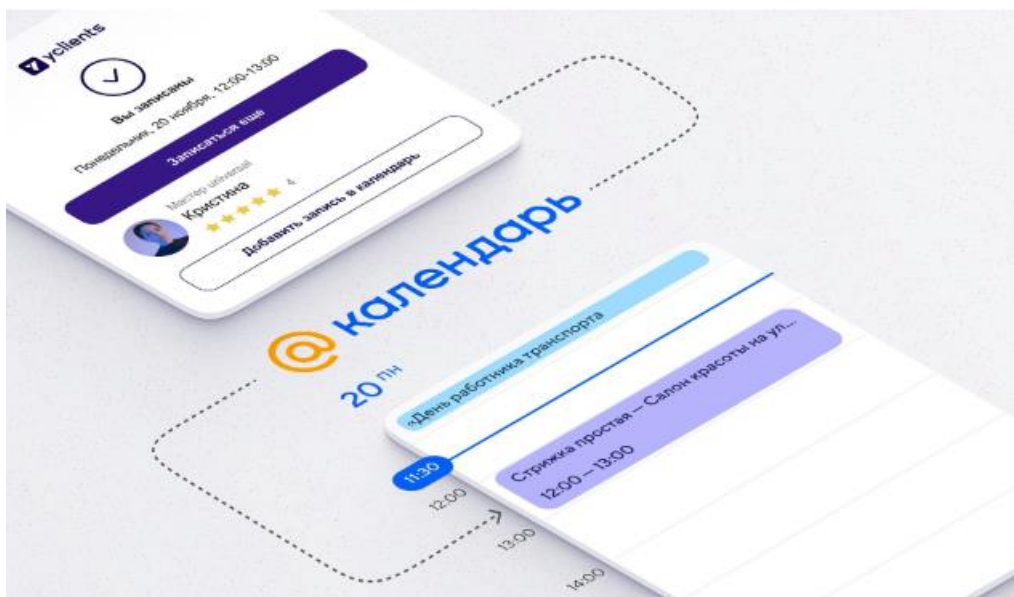 yclients
Вы записаны
Понедельник, 20 ноября, 12:00-13:00
Записаться еще
Мастер universal
Кристина
4
Добавить запись в календарь
@ календарь
20 пн
«День работника транспорта
11:30
Стрижка простая — Салон красоты на ул...
12:00 — 13:00
12:00
13:00
14:00